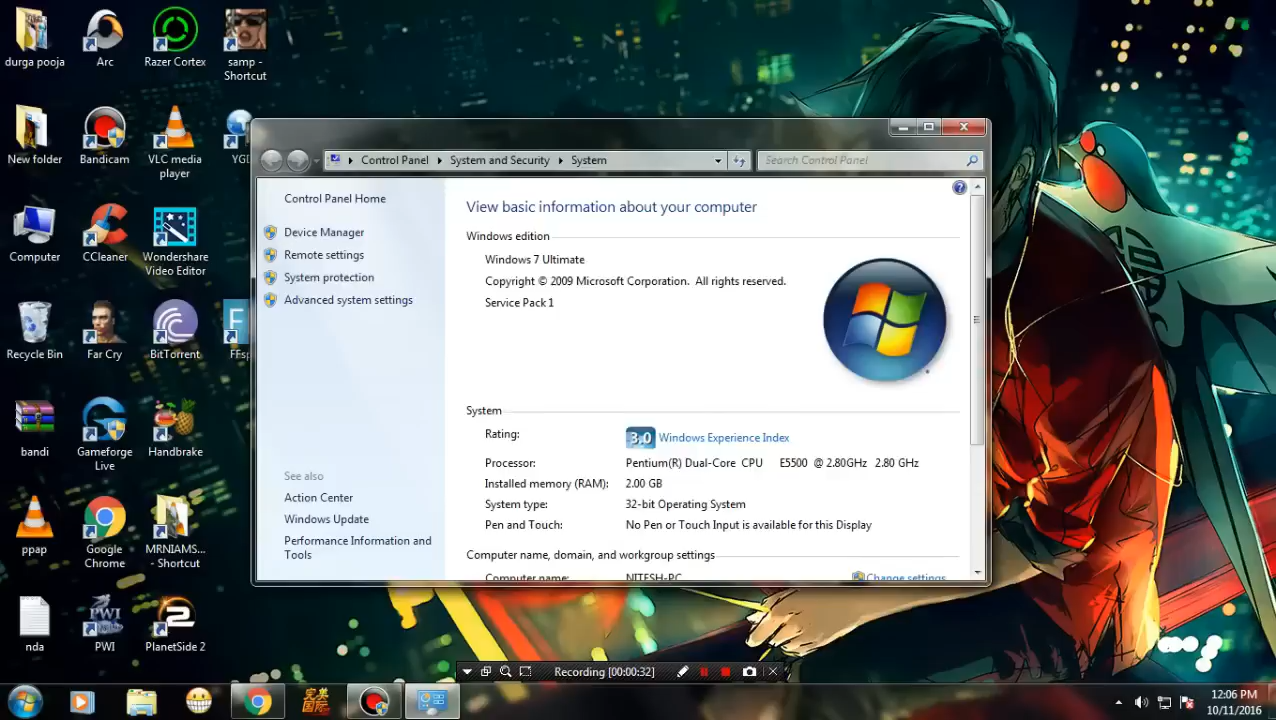 durga pooja
Arc
Razer Cortex
samp -
Shortcut
New folder
Bandicam
VLC media
player
Computer
CCleaner
Wondershare
Video Editor
Recycle Bin
Far Cry
BitTorrent
bandi
Gameforge
Live
Handbrake
ppap
Google
Chrome
MRNIAMS...
- Shortcut
nda
PWI
PlanetSide 2
Control Panel
System and Security
System
Search Control Panel
Control Panel Home
Device Manager
Remote settings
System protection
Advanced system settings
See also
Action Center
Windows Update
Performance Information and
Tools
View basic information about your computer
Windows edition
Windows 7 Ultimate
Copyright © 2009 Microsoft Corporation. All rights reserved.
Service Pack 1
System
Rating:
3.0 Windows Experience Index
Processor: Pentium(R) Dual-Core CPU E5500 @ 2.80GHz 2.80 GHz
Installed memory (RAM): 2.00 GB
System type: 32-bit Operating System
Pen and Touch: No Pen or Touch Input is available for this Display
Computer name, domain, and workgroup settings
Computer name: NITESH-PC
Change settings
Recording [00:00:32]
12:06 PM
10/11/2016